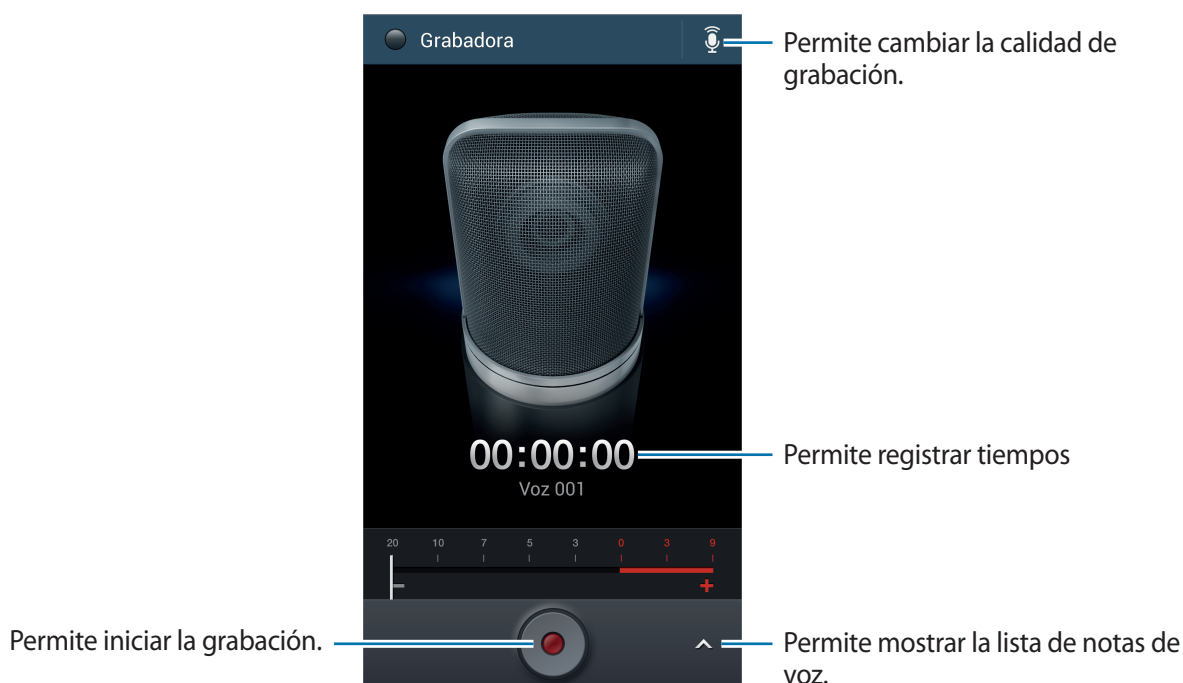 Grabadora
Permite cambiar la calidad de
grabación.
00:00:00
Permite registrar tiempos
Voz 001
20 10 7 5 3 0 3 9
Permite iniciar la grabación.
Permite mostrar la lista de notas de
voz.